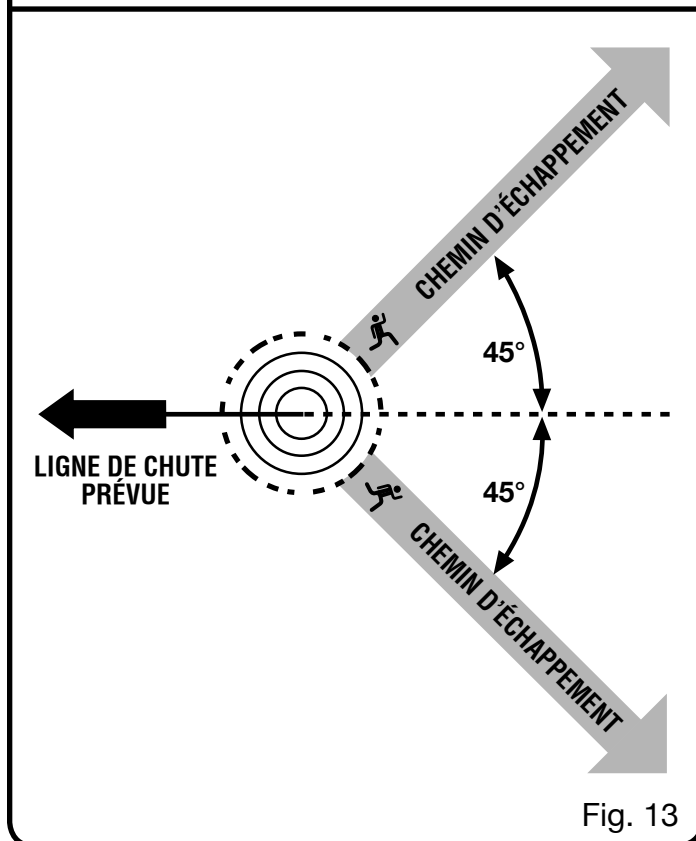 CHEMIN D'ÉCHAPPEMENT
45°
LIGNE DE CHUTE
PRÉVUE
45°
CHEMIN D'ÉCHAPPEMENT
Fig. 13